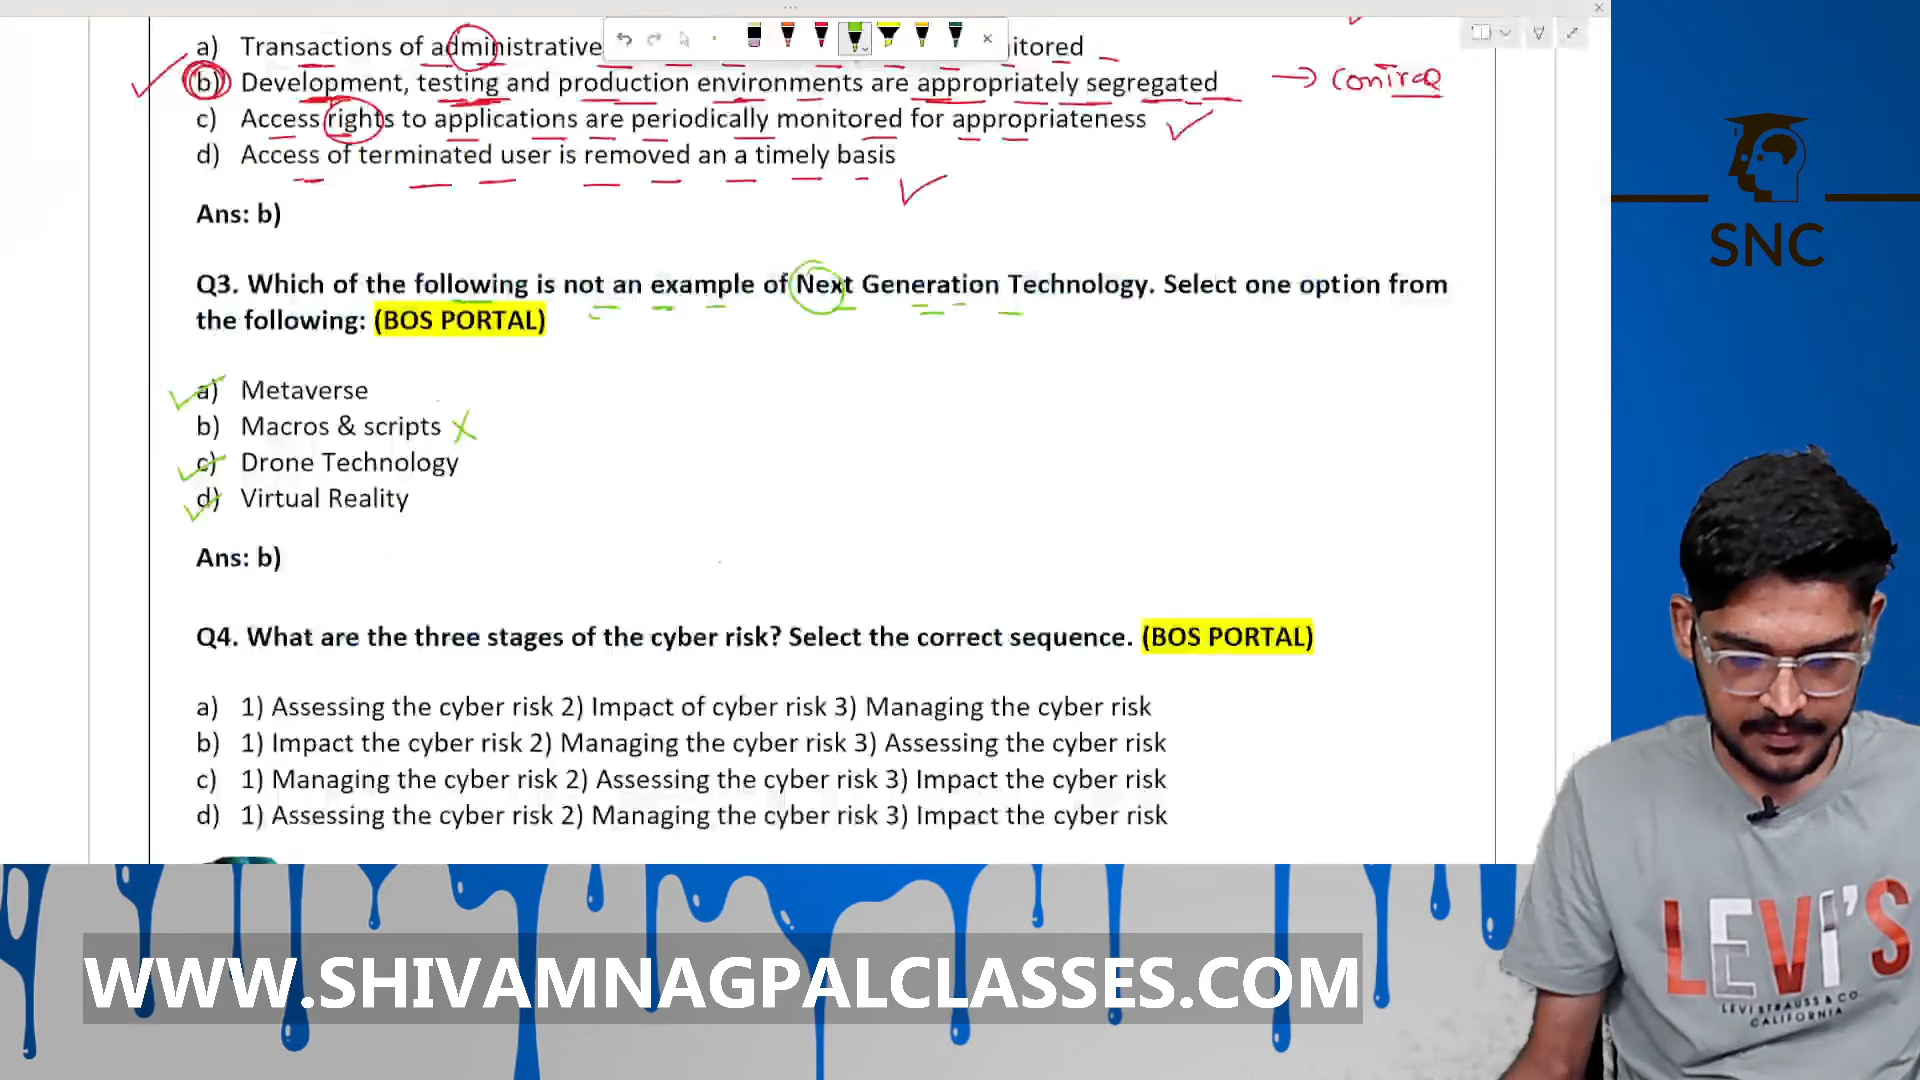 a) Transactions of administrative
itored
b) Development, testing and production environments are appropriately segregated
c) Access rights to applications are periodically monitored for appropriateness
d) Access of terminated user is removed an a timely basis
Ans: b)
SNC
Q3. Which of the following is not an example of Next Generation Technology. Select one option from
the following: (BOS PORTAL)
a) Metaverse
b) Macros & scripts
c) Drone Technology
d) Virtual Reality
Ans: b)
Q4. What are the three stages of the cyber risk? Select the correct sequence. (BOS PORTAL)
a) 1) Assessing the cyber risk 2) Impact of cyber risk 3) Managing the cyber risk
b) 1) Impact the cyber risk 2) Managing the cyber risk 3) Assessing the cyber risk
c) 1) Managing the cyber risk 2) Assessing the cyber risk 3) Impact the cyber risk
d) 1) Assessing the cyber risk 2) Managing the cyber risk 3) Impact the cyber risk
LEVI'S
LEVI STRAUSS & CO
CALIFORNIA
WWW.SHIVAMNAGPALCLASSES.COM